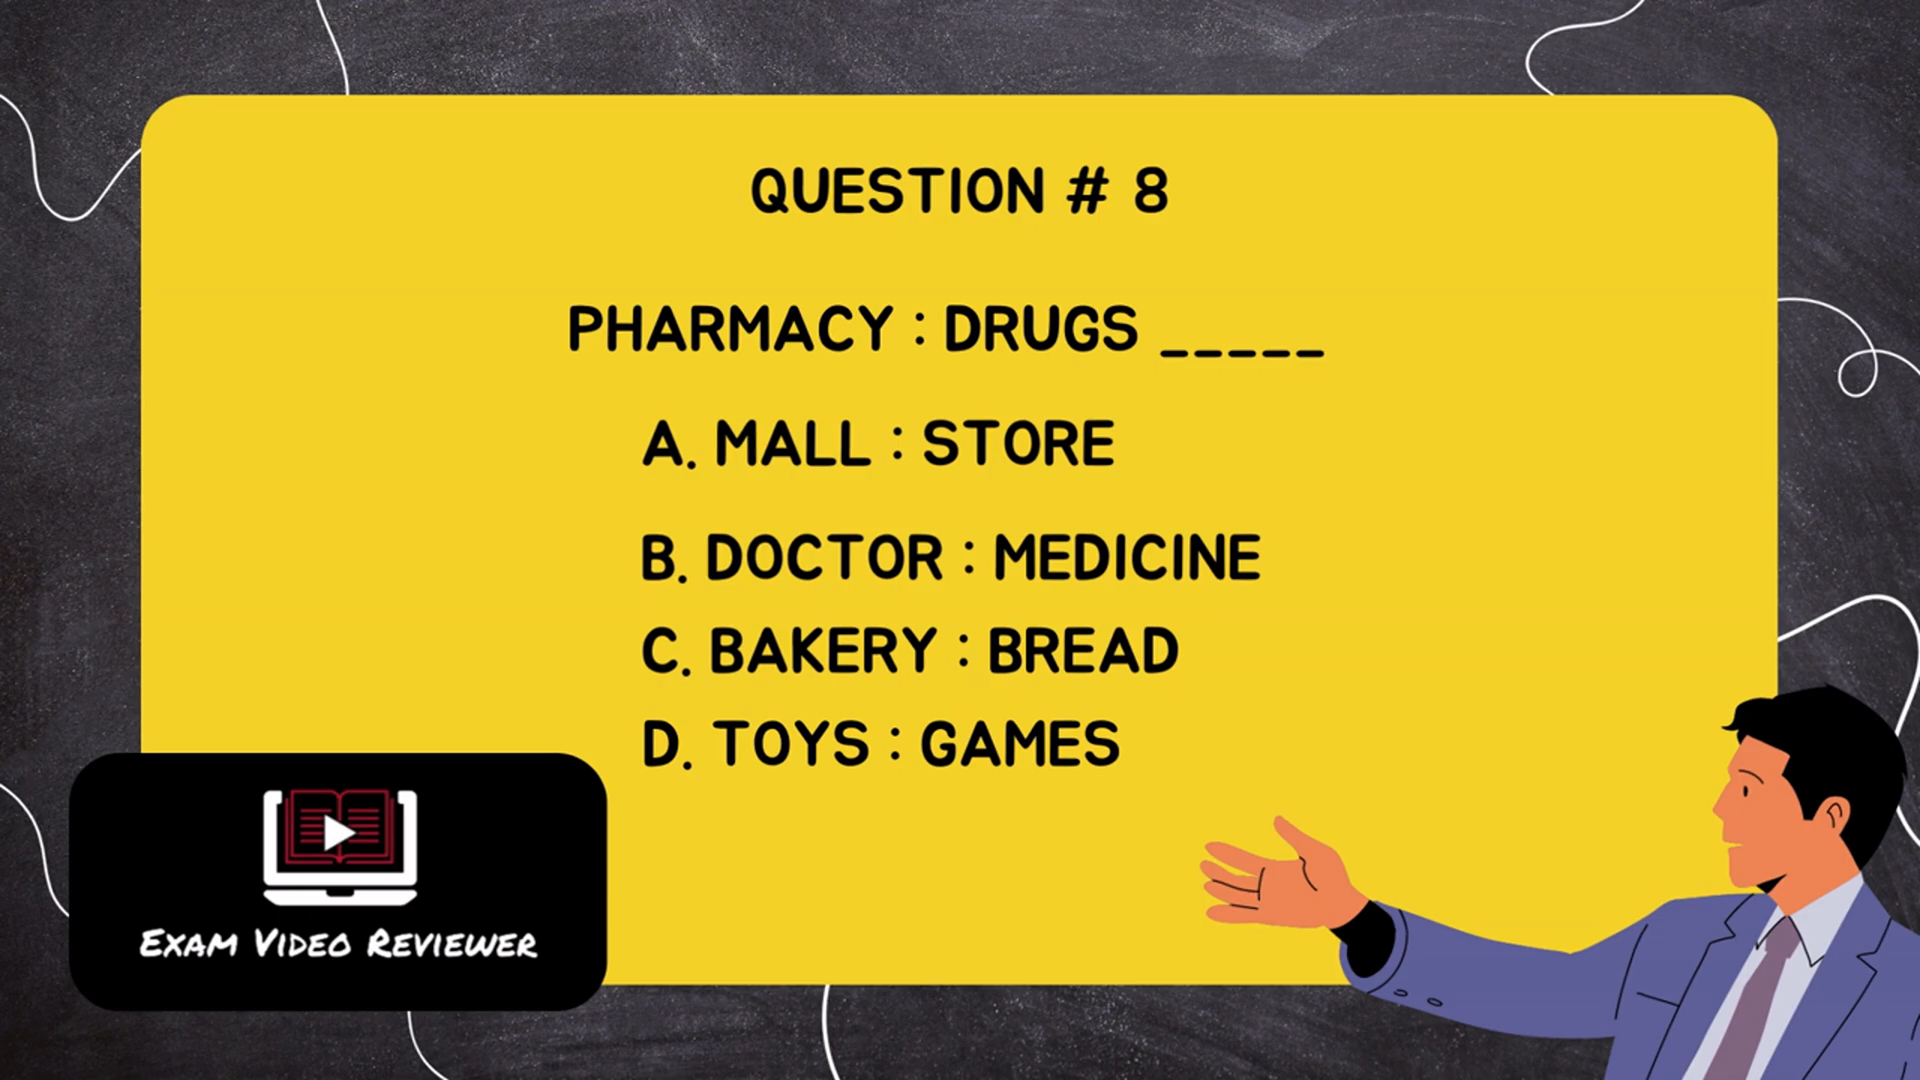 QUESTION # 8
PHARMACY : DRUGS _____
A. MALL : STORE
B. DOCTOR : MEDICINE
C. BAKERY : BREAD
D. TOYS : GAMES
EXAM VIDEO REVIEWER